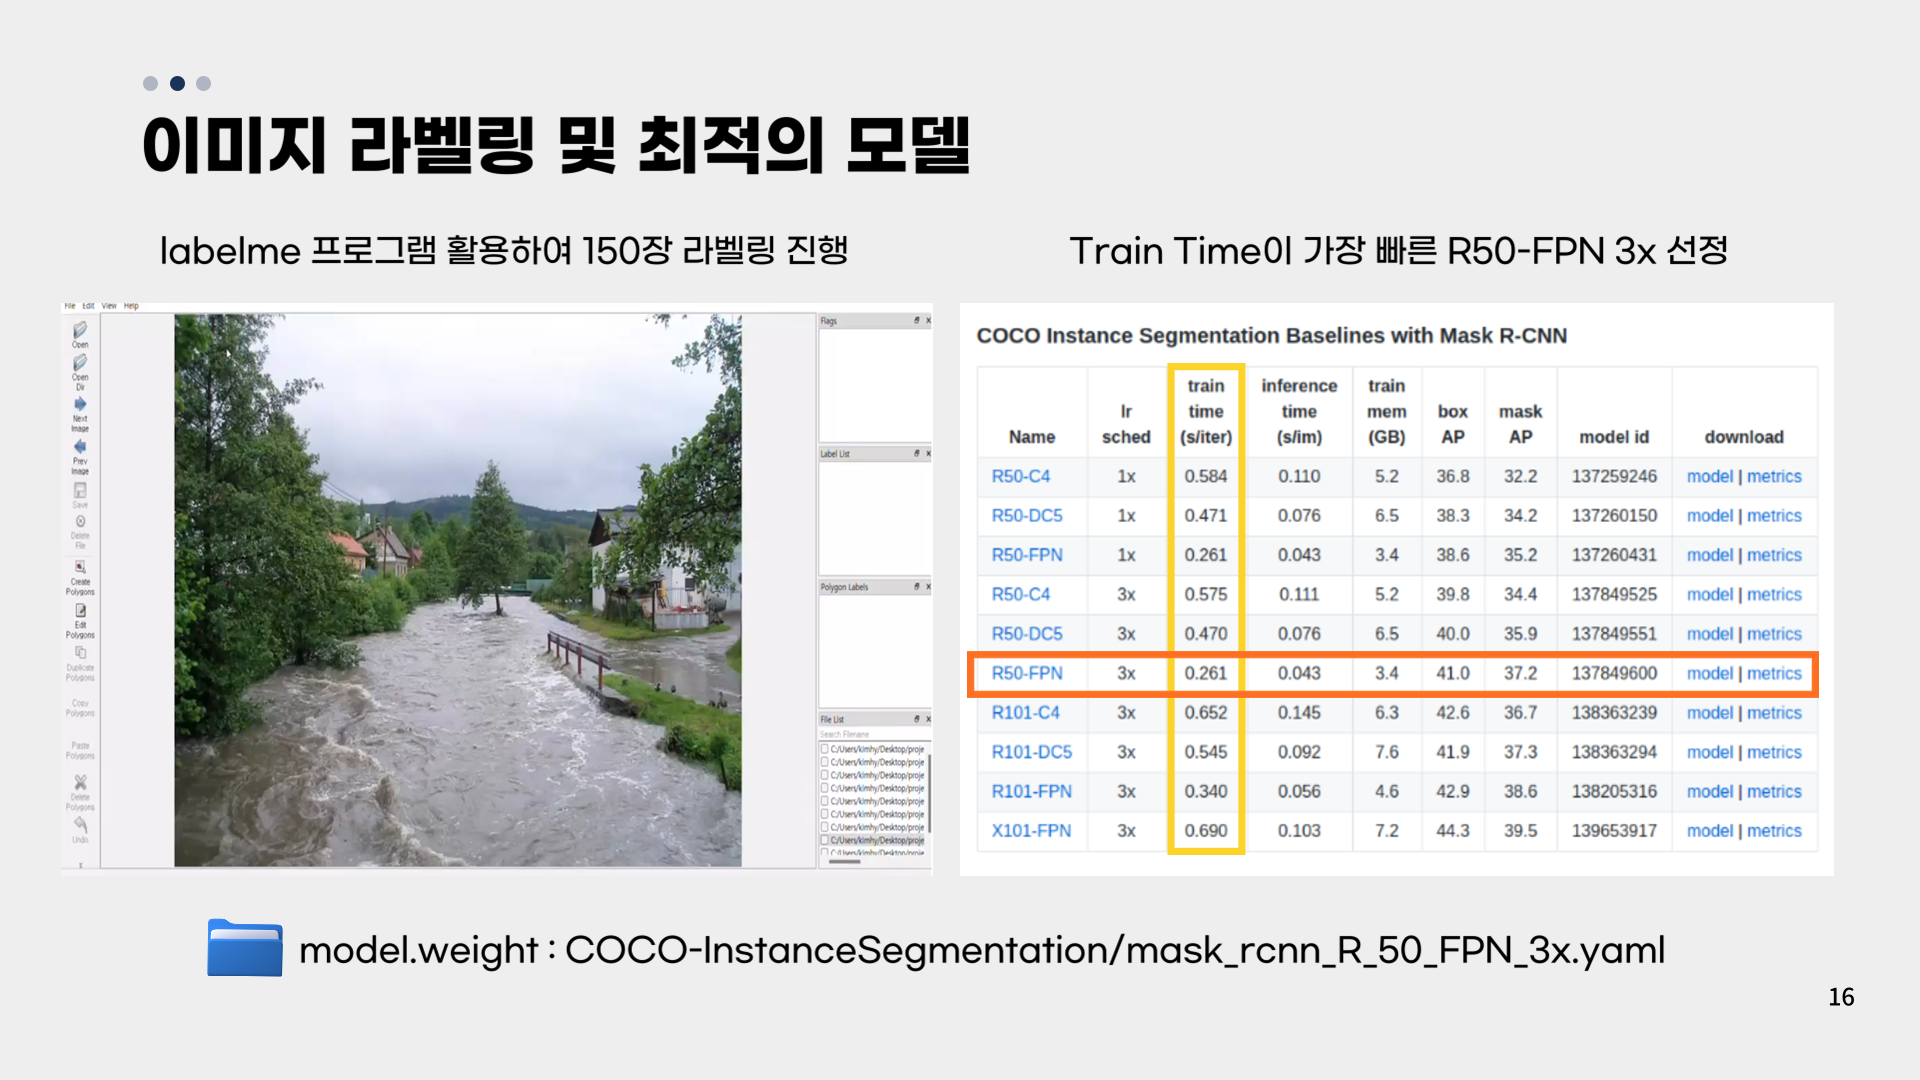 이미지 라벨링 및 최적의 모델
labelme 프로그램 활용하여 150장 라벨링 진행
Train Time이 가장 빠른 R50-FPN 3x 선정
File Edit View Help
Open
Open
Dir
Next
Image
Prev
Image
Save
Delete
File
Create
Polygons
Edit
Polygons
Duplicate
Polygons
Copy
Polygons
Paste
Polygons
Delete
Polygons
Undo
Flags
Label List
Polygon Labels
File List
Search Filename
C:/Users/kimhy/Desktop/proje
C:/Users/kimhy/Desktop/proje
C:/Users/kimhy/Desktop/proje
C:/Users/kimhy/Desktop/proje
C:/Users/kimhy/Desktop/proje
C:/Users/kimhy/Desktop/proje
C:/Users/kimhy/Desktop/proje
C:/Users/kimhy/Desktop/proje
C:/Users/kimhy/Desktop/proje
COCO Instance Segmentation Baselines with Mask R-CNN
Name lr sched train time (s/iter) inference time (s/im) train mem (GB) box AP mask AP model id download
R50-C4 1x 0.584 0.110 5.2 36.8 32.2 137259246 model | metrics
R50-DC5 1x 0.471 0.076 6.5 38.3 34.2 137260150 model | metrics
R50-FPN 1x 0.261 0.043 3.4 38.6 35.2 137260431 model | metrics
R50-C4 3x 0.575 0.111 5.2 39.8 34.4 137849525 model | metrics
R50-DC5 3x 0.470 0.076 6.5 40.0 35.9 137849551 model | metrics
R50-FPN 3x 0.261 0.043 3.4 41.0 37.2 137849600 model | metrics
R101-C4 3x 0.652 0.145 6.3 42.6 36.7 138363239 model | metrics
R101-DC5 3x 0.545 0.092 7.6 41.9 37.3 138363294 model | metrics
R101-FPN 3x 0.340 0.056 4.6 42.9 38.6 138205316 model | metrics
X101-FPN 3x 0.690 0.103 7.2 44.3 39.5 139653917 model | metrics
model.weight : COCO-InstanceSegmentation/mask_rcnn_R_50_FPN_3x.yaml
16